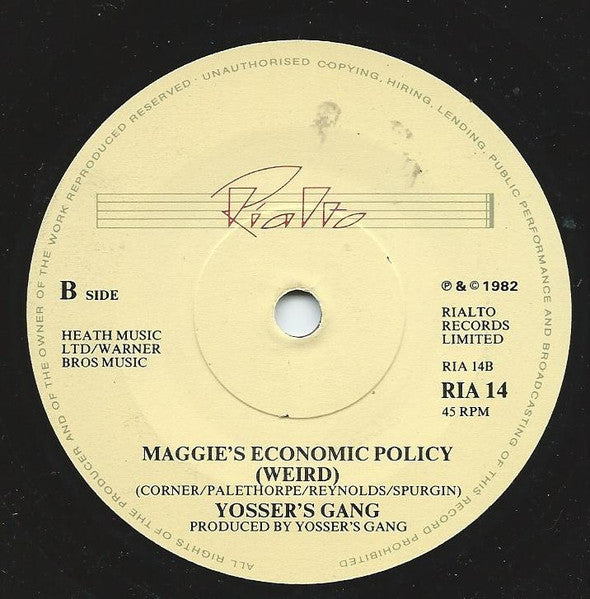 ALL RIGHTS OF THE PRODUCER AND OF THE OWNER OF THE WORK REPRODUCED RESERVED · UNAUTHORISED COPYING, HIRING, LENDING, PUBLIC PERFORMANCE AND BROADCASTING OF THIS RECORD PROHIBITED
Rialto
B SIDE
℗ & © 1982
HEATH MUSIC
LTD/WARNER
BROS MUSIC
RIALTO
RECORDS
LIMITED
RIA 14B
RIA 14
45 RPM
MAGGIE'S ECONOMIC POLICY
(WEIRD)
(CORNER/PALETHORPE/REYNOLDS/SPURGIN)
YOSSER'S GANG
PRODUCED BY YOSSER'S GANG